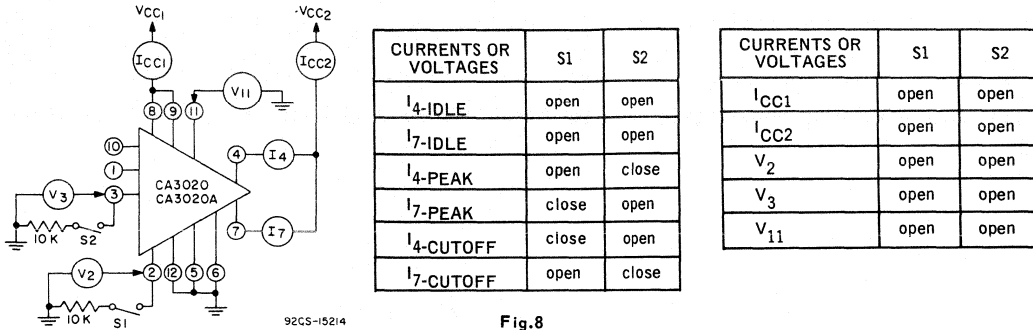 VCC1
-VCC2
ICC1
ICC2
V11
8
9
11
10
1
3
4
I4
CA3020
CA3020A
V3
7
I7
10 K
S2
V2
2
12
5
6
10 K
S1
92CS-15214
CURRENTS OR VOLTAGES S1 S2
I4-IDLE open open
I7-IDLE open open
I4-PEAK open close
I7-PEAK close open
I4-CUTOFF close open
I7-CUTOFF open close
CURRENTS OR VOLTAGES S1 S2
ICC1 open open
ICC2 open open
V2 open open
V3 open open
V11 open open
Fig.8